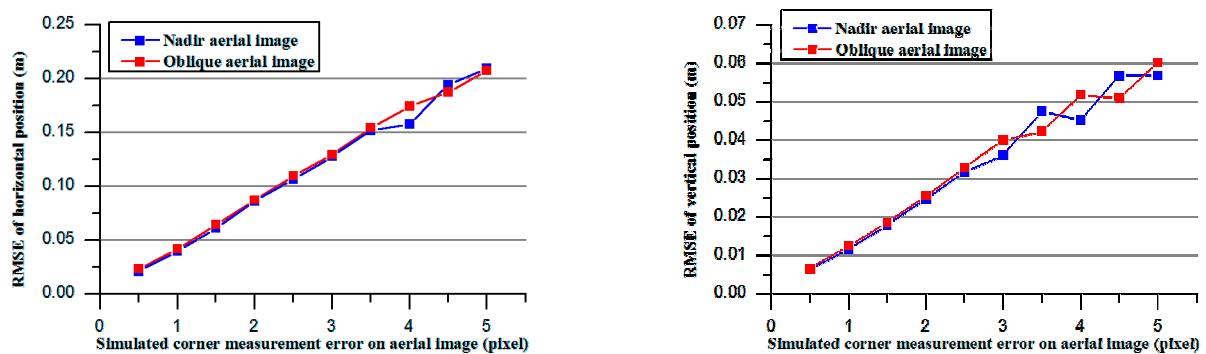 RMSE of horizontal position (m)
0.25
0.20
0.15
0.10
0.05
0.00
Nadir aerial image
Oblique aerial image
0 1 2 3 4 5
Simulated corner measurement error on aerial image (pixel)
RMSE of vertical position (m)
0.07
0.06
0.05
0.04
0.03
0.02
0.01
0.00
Nadir aerial image
Oblique aerial image
0 1 2 3 4 5
Simulated corner measurement error on aerial image (pixel)